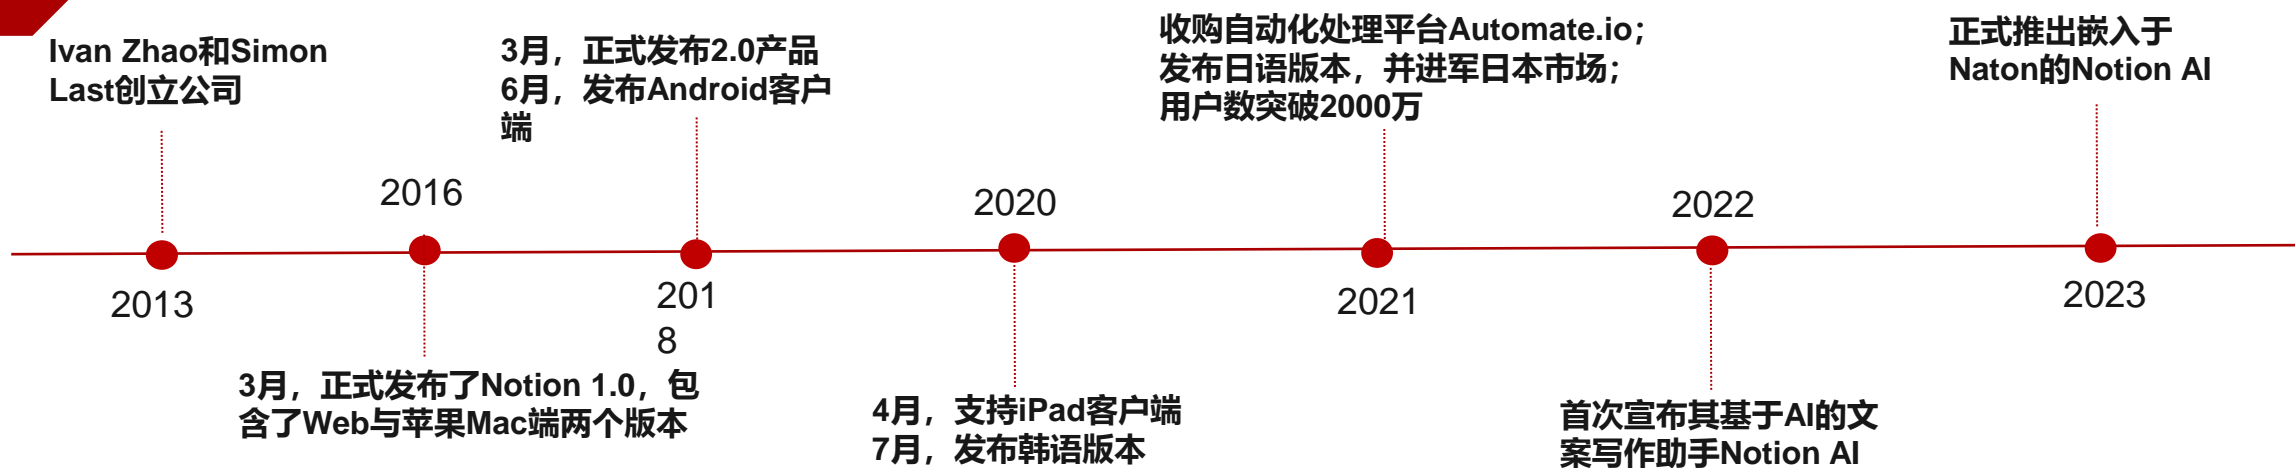 Ivan Zhao和Simon
Last创立公司
2013
2016
3月，正式发布了Notion 1.0，包
含了Web与苹果Mac端两个版本
3月，正式发布2.0产品
6月，发布Android客户
端
201
8
2020
4月，支持iPad客户端
7月，发布韩语版本
收购自动化处理平台Automate.io；
发布日语版本，并进军日本市场；
用户数突破2000万
2021
2022
首次宣布其基于AI的文
案写作助手Notion AI
正式推出嵌入于
Naton的Notion AI
2023